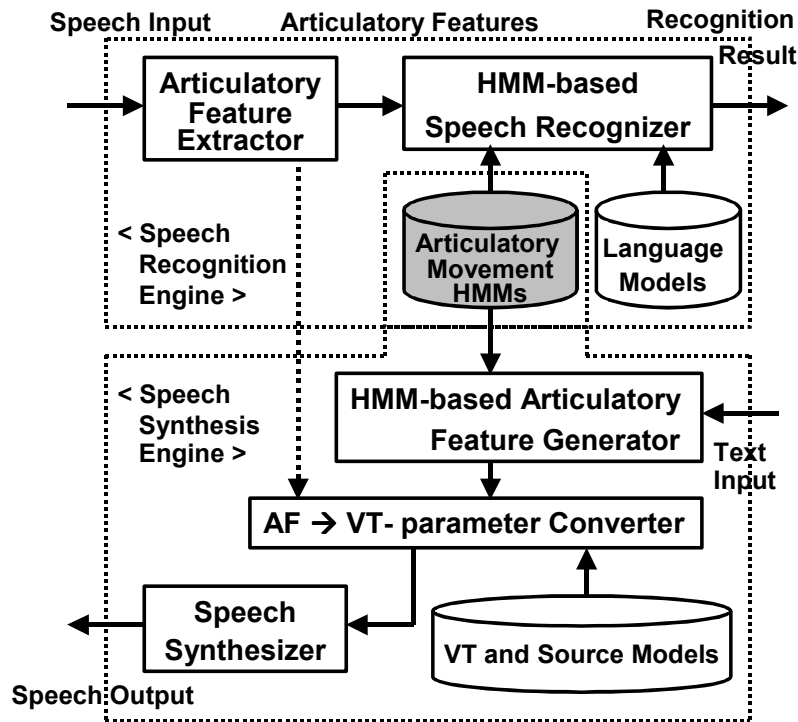 Speech Input
Articulatory Features
Recognition
Result
Articulatory
Feature
Extractor
HMM-based
Speech Recognizer
< Speech
Recognition
Engine >
Articulatory
Movement
HMMs
Language
Models
< Speech
Synthesis
Engine >
HMM-based Articulatory
Feature Generator
Text
Input
AF → VT- parameter Converter
Speech
Synthesizer
VT and Source Models
Speech Output